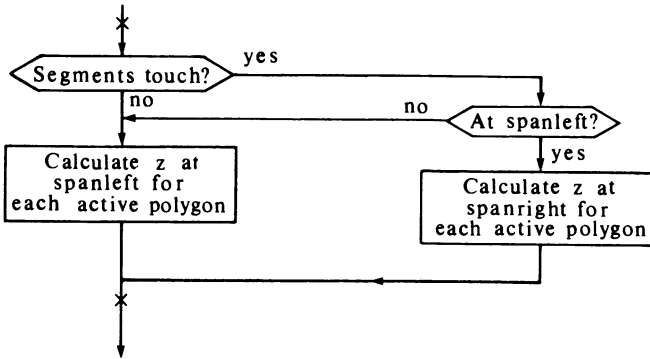 yes
Segments touch?
no
no
At spanleft?
yes
Calculate z at
spanleft for
each active polygon
Calculate z at
spanright for
each active polygon